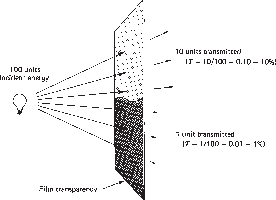 100 units
Incident energy
10 units transmitted
(T = 10/100 = 0.10 = 10%)
1 unit transmitted
(T = 1/100 = 0.01 = 1%)
Film transparency